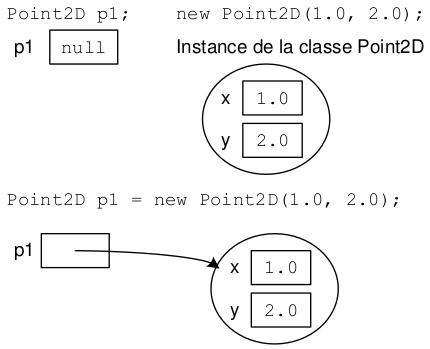 Point2D p1; new Point2D(1.0, 2.0);
p1 null Instance de la classe Point2D
x 1.0
y 2.0
Point2D p1 = new Point2D(1.0, 2.0);
p1
x 1.0
y 2.0